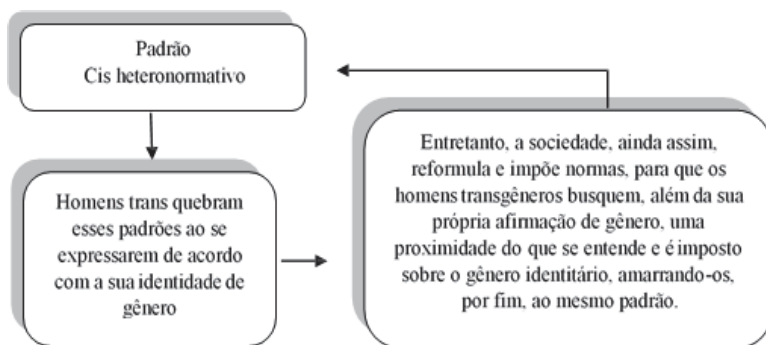 Padrão
Cis heteronormativo
Homens trans quebram
esses padrões ao se
expressarem de acordo
com a sua identidade de
gênero
Entretanto, a sociedade, ainda assim,
reformula e impõe normas, para que os
homens transgêneros busquem, além da sua
própria afirmação de gênero, uma
proximidade do que se entende e é imposto
sobre o gênero identitário, amarrando-os,
por fim, ao mesmo padrão.